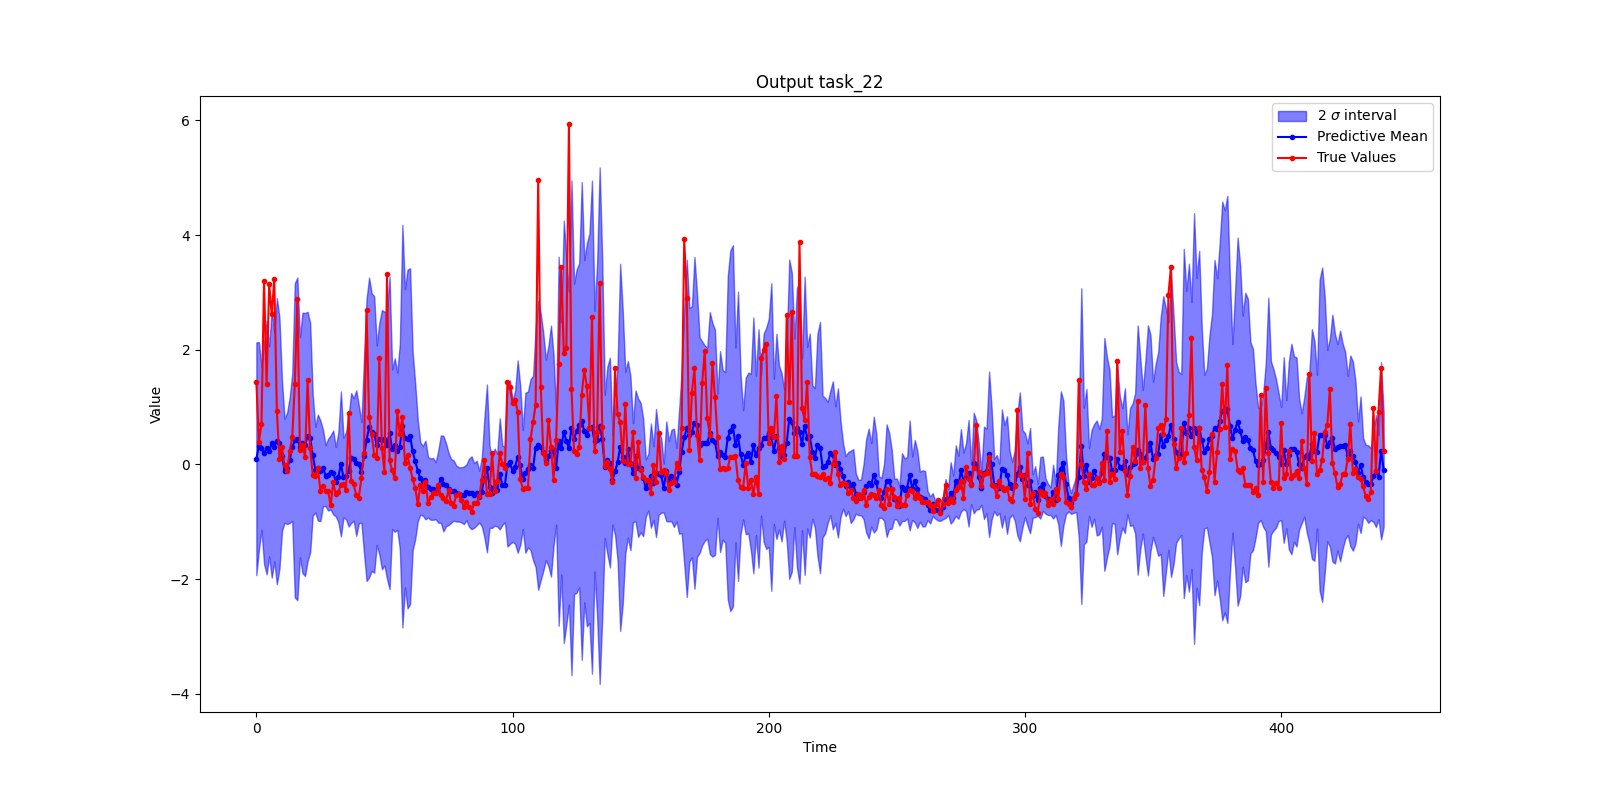 Output task_22
2 σ interval
Predictive Mean
True Values
Value
6
4
2
0
−2
−4
0 100 200 300 400
Time